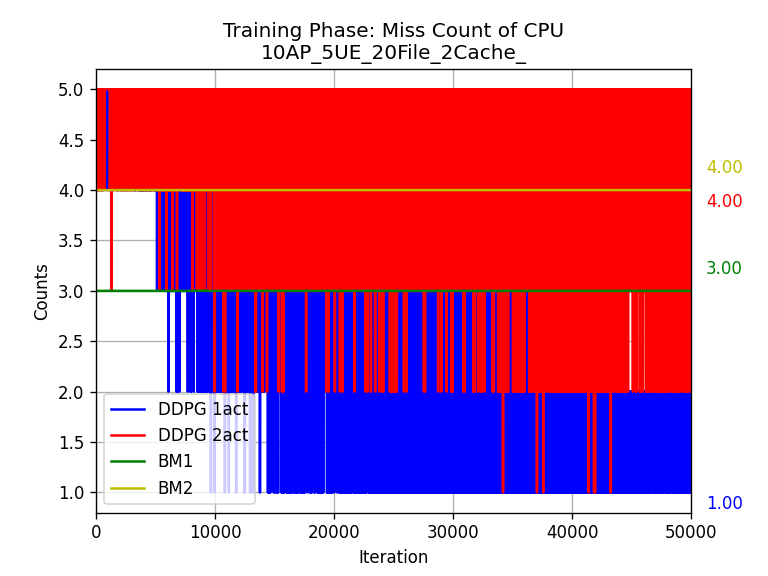 Training Phase: Miss Count of CPU
10AP_5UE_20File_2Cache_
Counts
5.0
4.5
4.0
3.5
3.0
2.5
2.0
1.5
1.0
4.00
4.00
3.00
1.00
DDPG 1act
DDPG 2act
BM1
BM2
0
10000
20000
30000
40000
50000
Iteration